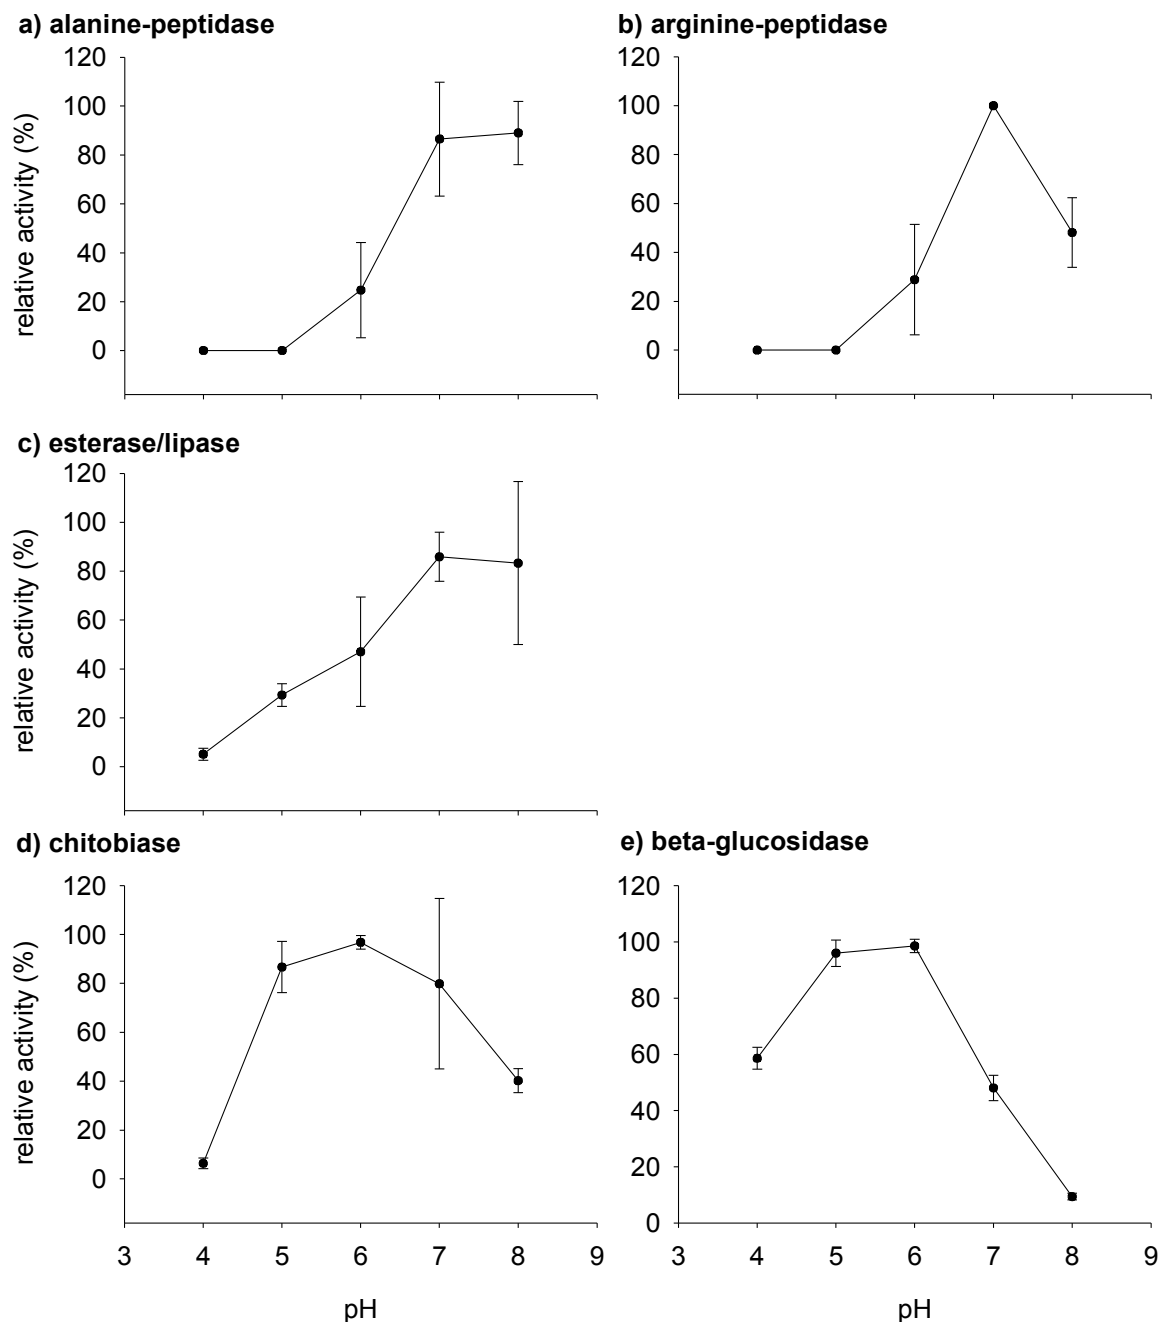 a) alanine-peptidase
b) arginine-peptidase
120
100
80
60
40
20
0
relative activity (%)
120
100
80
60
40
20
0
c) esterase/lipase
120
100
80
60
40
20
0
relative activity (%)
d) chitobiase
e) beta-glucosidase
120
100
80
60
40
20
0
relative activity (%)
3 4 5 6 7 8 9
pH
120
100
80
60
40
20
0
3 4 5 6 7 8 9
pH